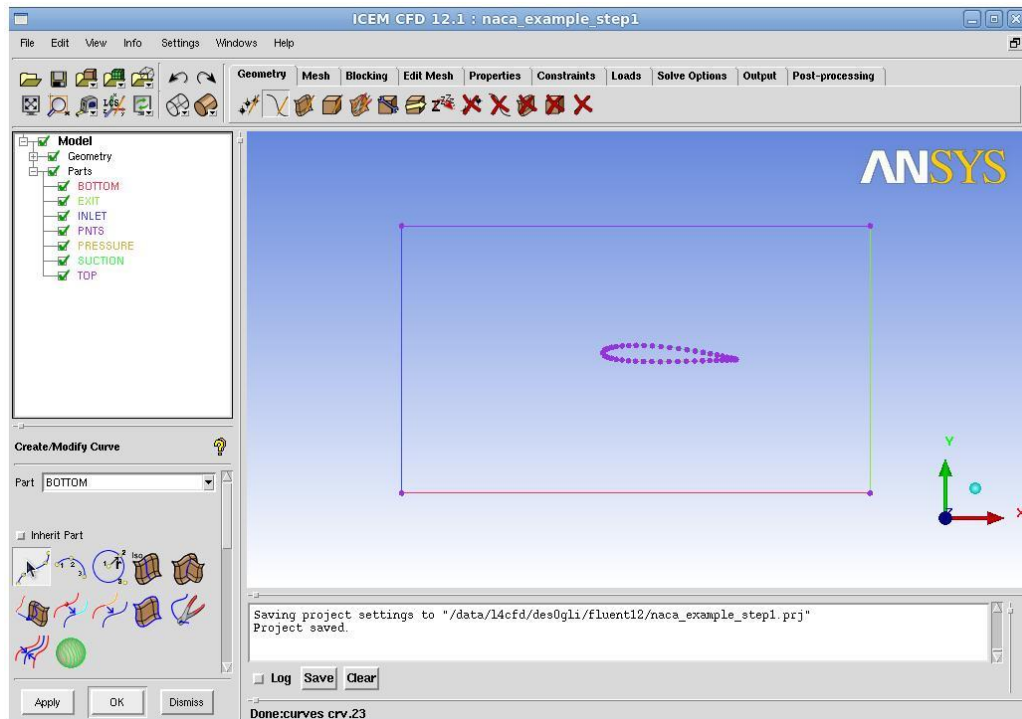 ICEM CFD 12.1 : naca_example_step1
File Edit View Info Settings Windows Help
Geometry Mesh Blocking Edit Mesh Properties Constraints Loads Solve Options Output Post-processing
Model
Geometry
Parts
BOTTOM
EXIT
INLET
PNTS
PRESSURE
SUCTION
TOP
ANSYS
Create/Modify Curve
Part BOTTOM
Inherit Part
Y
X
Z
Saving project settings to "/data/l4cfd/des0gli/fluent12/naca_example_step1.prj"
Project saved.
Log Save Clear
Apply OK Dismiss
Done:curves crv.23